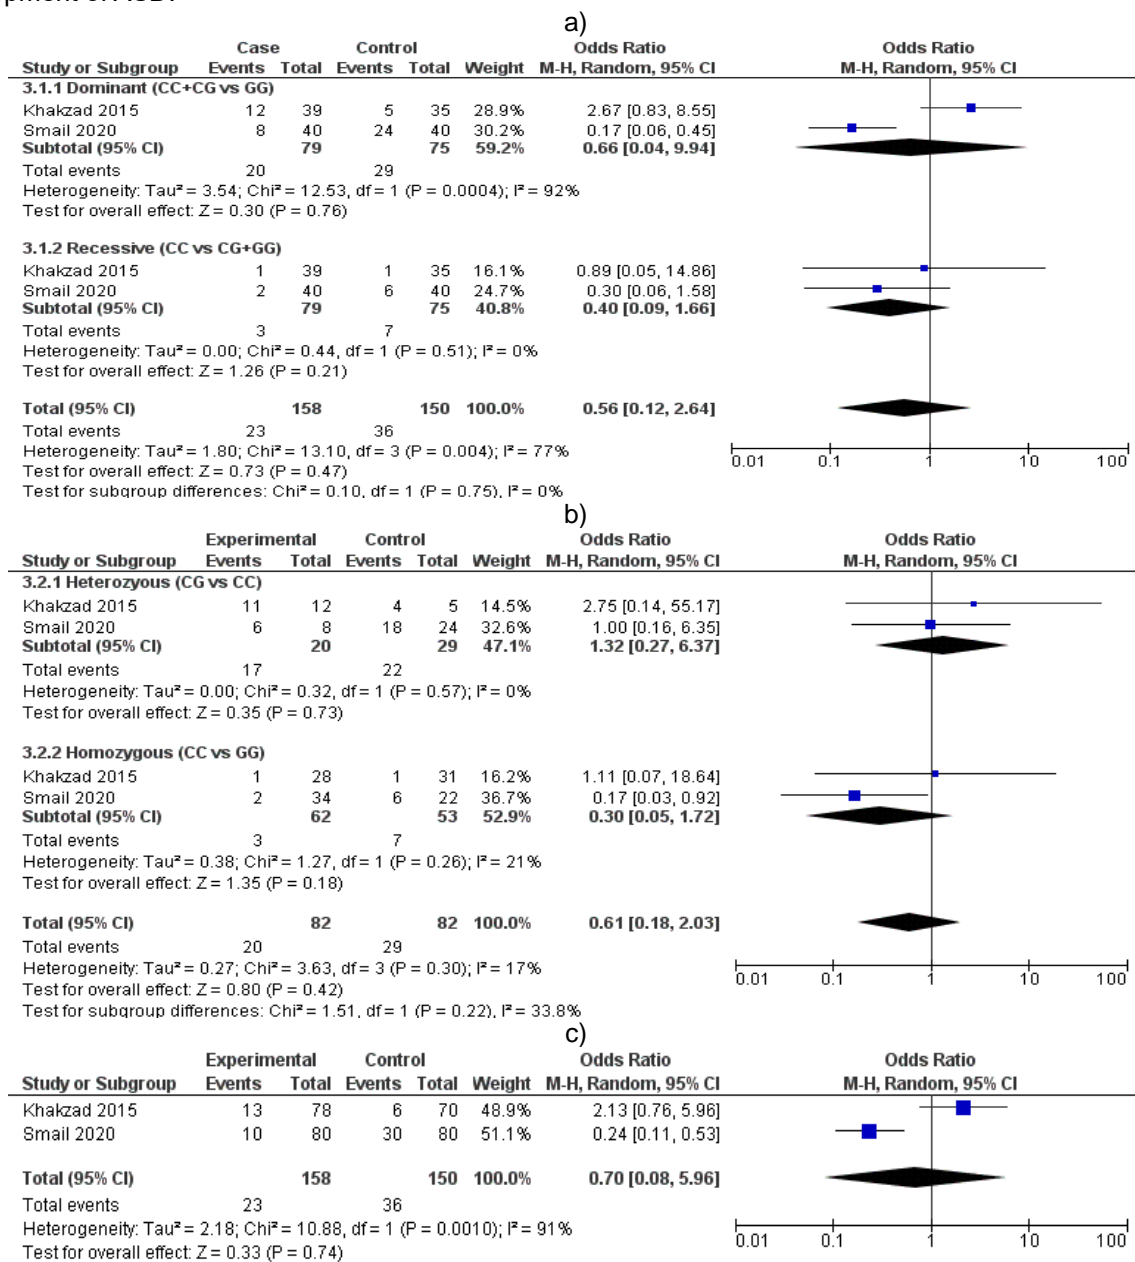 a)
Case Control Odds Ratio Odds Ratio
Study or Subgroup Events Total Events Total Weight M-H, Random, 95% CI M-H, Random, 95% CI
3.1.1 Dominant (CC+CG vs GG)
Khakzad 2015 12 39 5 35 28.9% 2.67 [0.83, 8.55]
Smail 2020 8 40 24 40 30.2% 0.17 [0.06, 0.45]
Subtotal (95% CI) 79 75 59.2% 0.66 [0.04, 9.94]
Total events 20 29
Heterogeneity: Tau² = 3.54; Chi² = 12.53, df = 1 (P = 0.0004); I² = 92%
Test for overall effect: Z = 0.30 (P = 0.76)
3.1.2 Recessive (CC vs CG+GG)
Khakzad 2015 1 39 1 35 16.1% 0.89 [0.05, 14.86]
Smail 2020 2 40 6 40 24.7% 0.30 [0.06, 1.58]
Subtotal (95% CI) 79 75 40.8% 0.40 [0.09, 1.66]
Total events 3 7
Heterogeneity: Tau² = 0.00; Chi² = 0.44, df = 1 (P = 0.51); I² = 0%
Test for overall effect: Z = 1.26 (P = 0.21)
Total (95% CI) 158 150 100.0% 0.56 [0.12, 2.64]
Total events 23 36
Heterogeneity: Tau² = 1.80; Chi² = 13.10, df = 3 (P = 0.004); I² = 77%
Test for overall effect: Z = 0.73 (P = 0.47)
Test for subgroup differences: Chi² = 0.10, df = 1 (P = 0.75), I² = 0%
0.01 0.1 1 10 100
b)
Experimental Control Odds Ratio Odds Ratio
Study or Subgroup Events Total Events Total Weight M-H, Random, 95% CI M-H, Random, 95% CI
3.2.1 Heterozyous (CG vs CC)
Khakzad 2015 11 12 4 5 14.5% 2.75 [0.14, 55.17]
Smail 2020 6 8 18 24 32.6% 1.00 [0.16, 6.35]
Subtotal (95% CI) 20 29 47.1% 1.32 [0.27, 6.37]
Total events 17 22
Heterogeneity: Tau² = 0.00; Chi² = 0.32, df = 1 (P = 0.57); I² = 0%
Test for overall effect: Z = 0.35 (P = 0.73)
3.2.2 Homozygous (CC vs GG)
Khakzad 2015 1 28 1 31 16.2% 1.11 [0.07, 18.64]
Smail 2020 2 34 6 22 36.7% 0.17 [0.03, 0.92]
Subtotal (95% CI) 62 53 52.9% 0.30 [0.05, 1.72]
Total events 3 7
Heterogeneity: Tau² = 0.38; Chi² = 1.27, df = 1 (P = 0.26); I² = 21%
Test for overall effect: Z = 1.35 (P = 0.18)
Total (95% CI) 82 82 100.0% 0.61 [0.18, 2.03]
Total events 20 29
Heterogeneity: Tau² = 0.27; Chi² = 3.63, df = 3 (P = 0.30); I² = 17%
Test for overall effect: Z = 0.80 (P = 0.42)
Test for subgroup differences: Chi² = 1.51, df = 1 (P = 0.22), I² = 33.8%
0.01 0.1 1 10 100
c)
Experimental Control Odds Ratio Odds Ratio
Study or Subgroup Events Total Events Total Weight M-H, Random, 95% CI M-H, Random, 95% CI
Khakzad 2015 13 78 6 70 48.9% 2.13 [0.76, 5.96]
Smail 2020 10 80 30 80 51.1% 0.24 [0.11, 0.53]
Total (95% CI) 158 150 100.0% 0.70 [0.08, 5.96]
Total events 23 36
Heterogeneity: Tau² = 2.18; Chi² = 10.88, df = 1 (P = 0.0010); I² = 91%
Test for overall effect: Z = 0.33 (P = 0.74)
0.01 0.1 1 10 100